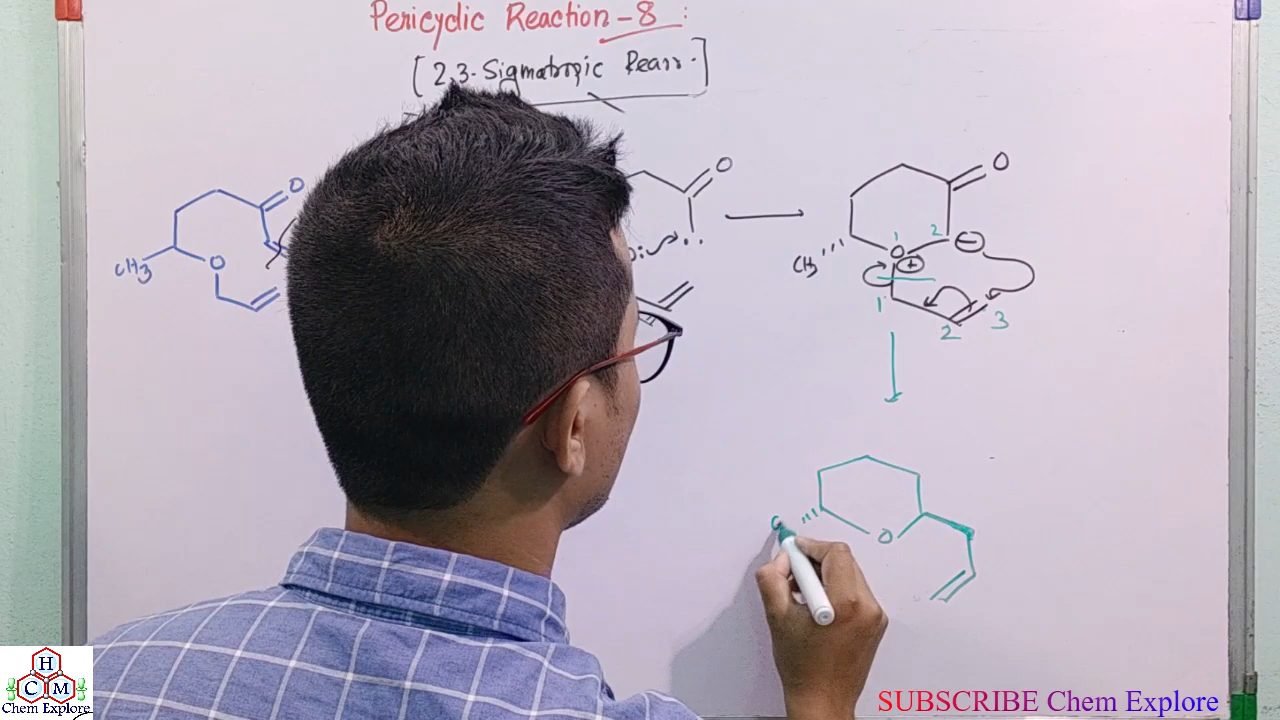 Pericyclic Reaction - 8 :
[2,3-Sigmatropic Rearr.]
O
O
O
CH3
O
O:
CH3
O
1
2
−
+
1
2
3
O
C
H
C M
Chem Explore
SUBSCRIBE Chem Explore